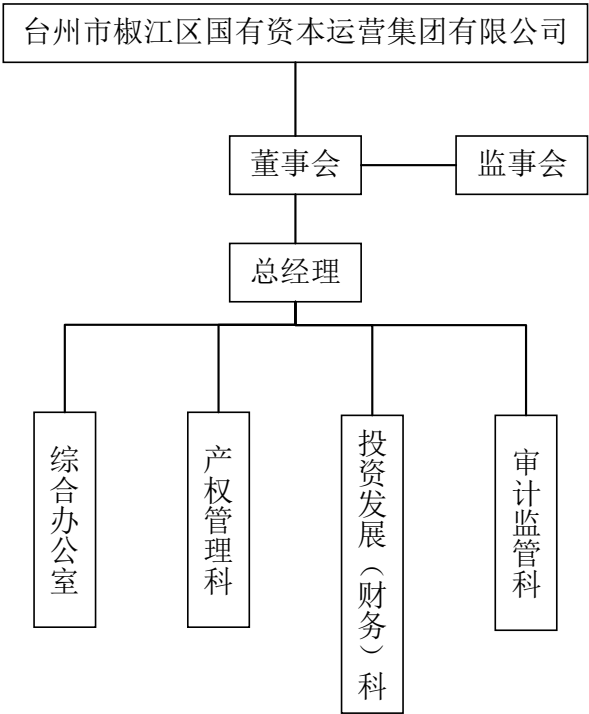 台州市椒江区国有资本运营集团有限公司
董事会
监事会
总经理
综合办公室
产权管理科
投资发展（财务）科
审计监管科